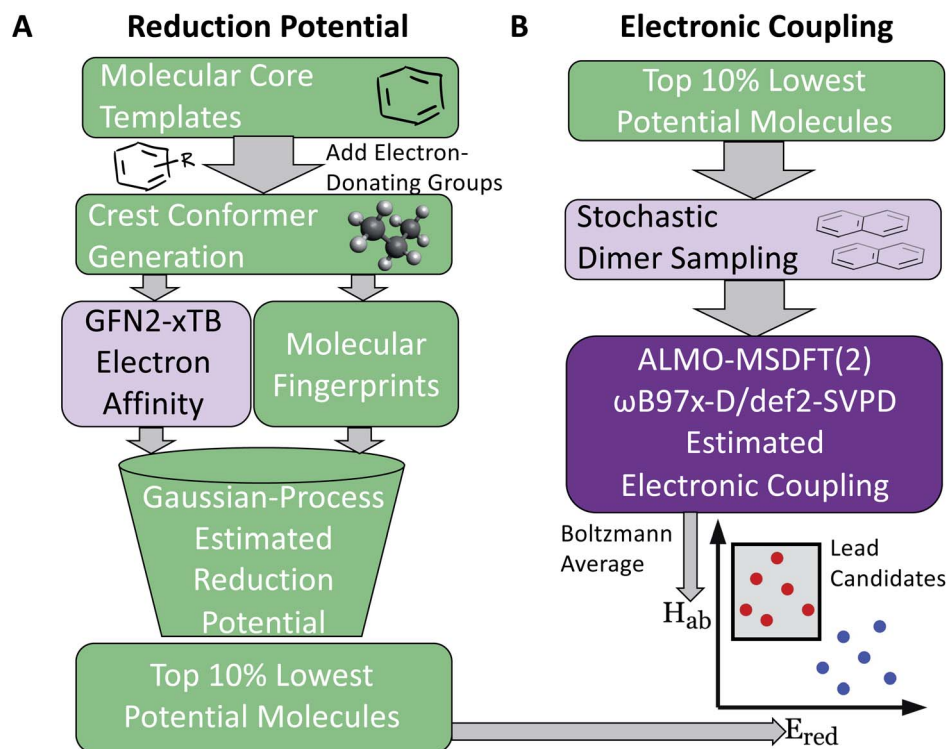 A
Reduction Potential
Molecular Core
Templates
R
Add Electron-
Donating Groups
Crest Conformer
Generation
GFN2-xTB
Electron
Affinity
Molecular
Fingerprints
Gaussian-Process
Estimated
Reduction
Potential
Top 10% Lowest
Potential Molecules
B
Electronic Coupling
Top 10% Lowest
Potential Molecules
Stochastic
Dimer Sampling
ALMO-MSDFT(2)
ωB97x-D/def2-SVPD
Estimated
Electronic Coupling
Boltzmann
Average
Lead
Candidates
H_ab
E_red